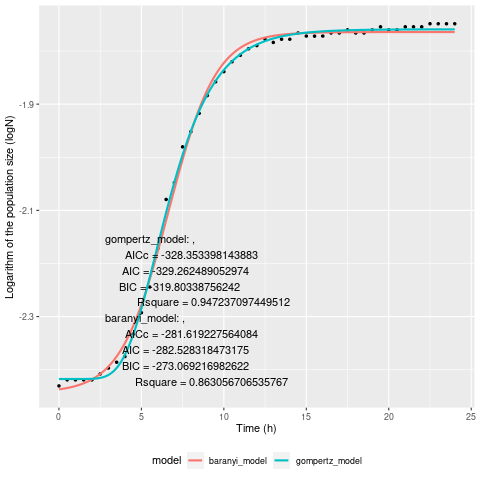 -1.9
-2.1
-2.3
Logarithm of the population size (logN)
gompertz_model: ,
AICc = -328.353398143883
AIC = -329.262489052974
BIC = -319.80338756242
Rsquare = 0.947237097449512
baranyi_model: ,
AICc = -281.619227564084
AIC = -282.528318473175
BIC = -273.069216982622
Rsquare = 0.863056706535767
0 5 10 15 20 25
Time (h)
model baranyi_model gompertz_model